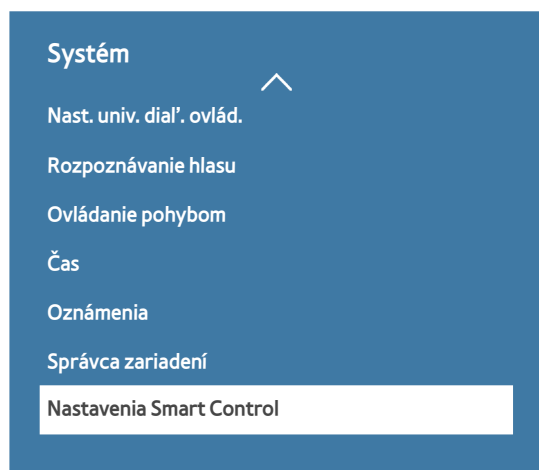 Systém
Nast. univ. diaľ. ovlád.
Rozpoznávanie hlasu
Ovládanie pohybom
Čas
Oznámenia
Správca zariadení
Nastavenia Smart Control